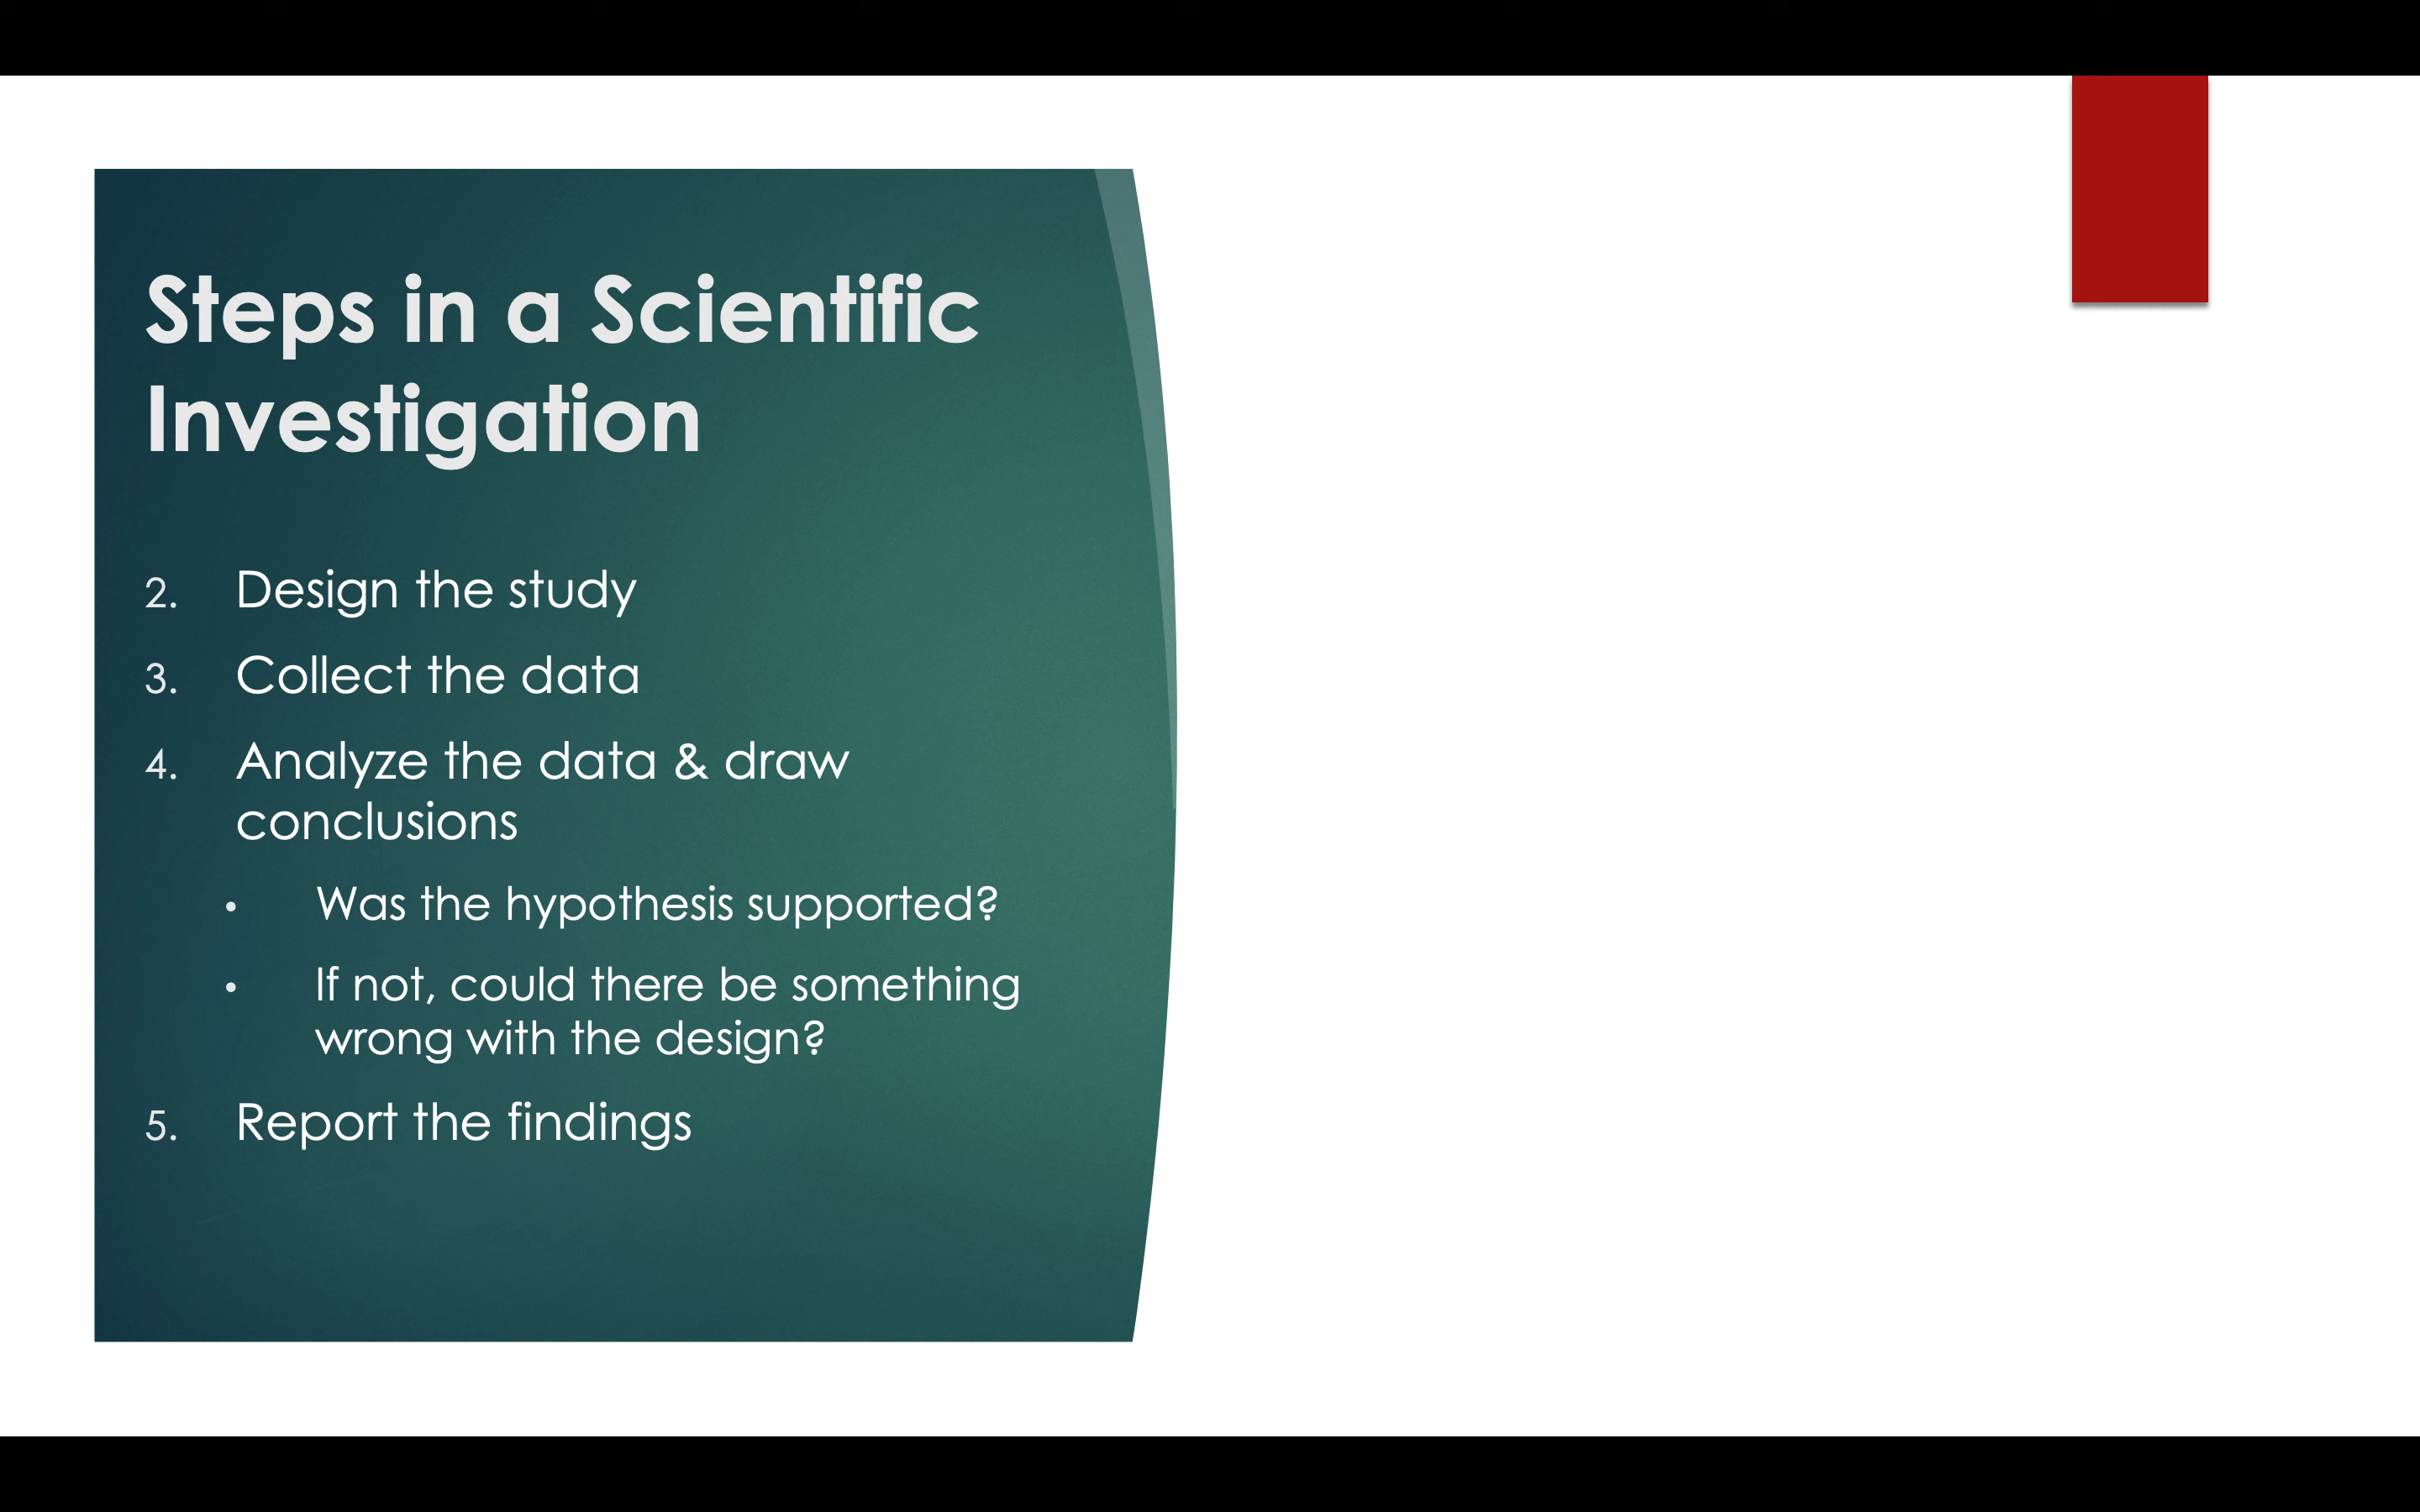 Steps in a Scientific
Investigation
2. Design the study
3. Collect the data
4. Analyze the data & draw
conclusions
• Was the hypothesis supported?
• If not, could there be something
wrong with the design?
5. Report the findings